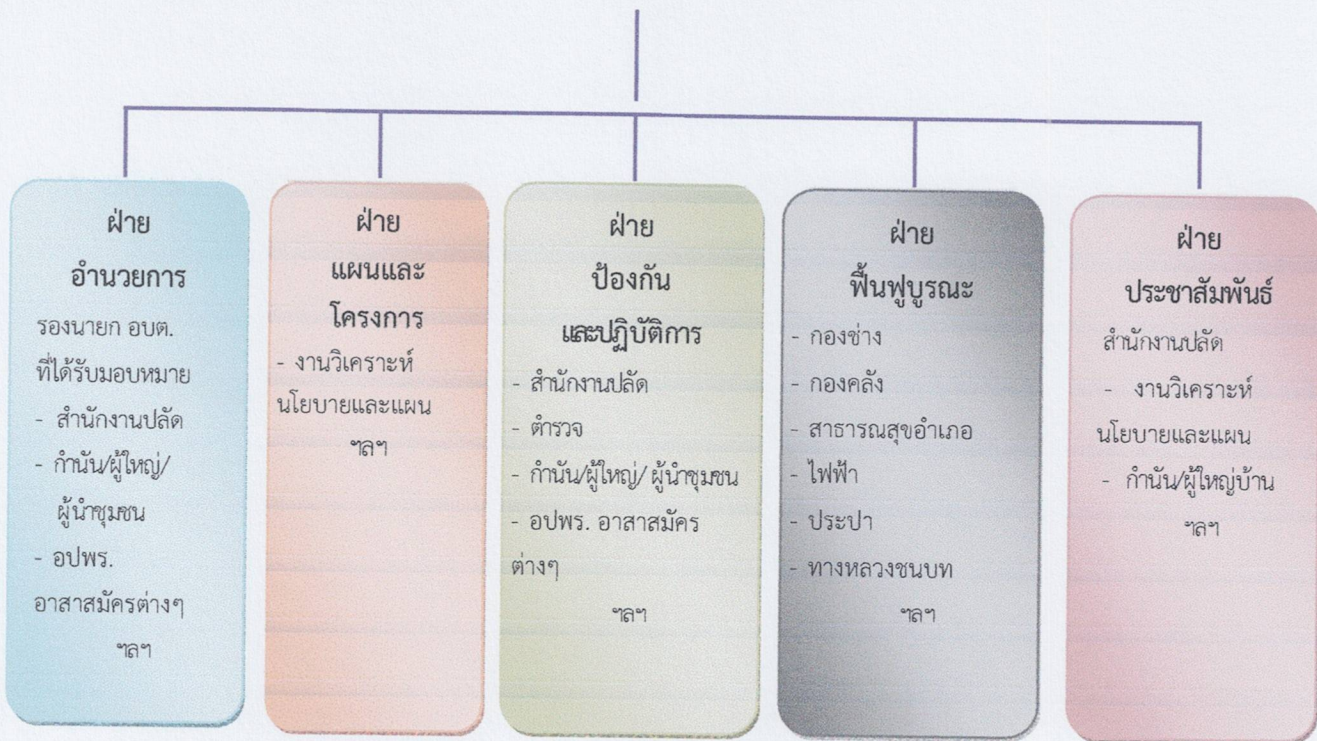 ฝ่าย
อำนวยการ
รองนายก อบต.
ที่ได้รับมอบหมาย
- สำนักงานปลัด
- กำนัน/ผู้ใหญ่/
ผู้นำชุมชน
- อปพร.
อาสาสมัครต่างๆ
ฯลฯ
ฝ่าย
แผนและ
โครงการ
- งานวิเคราะห์
นโยบายและแผน
ฯลฯ
ฝ่าย
ป้องกัน
และปฏิบัติการ
- สำนักงานปลัด
- ตำรวจ
- กำนัน/ผู้ใหญ่/ ผู้นำชุมชน
- อปพร. อาสาสมัคร
ต่างๆ
ฯลฯ
ฝ่าย
ฟื้นฟูบูรณะ
- กองช่าง
- กองคลัง
- สาธารณสุขอำเภอ
- ไฟฟ้า
- ประปา
- ทางหลวงชนบท
ฯลฯ
ฝ่าย
ประชาสัมพันธ์
สำนักงานปลัด
- งานวิเคราะห์
นโยบายและแผน
- กำนัน/ผู้ใหญ่บ้าน
ฯลฯ